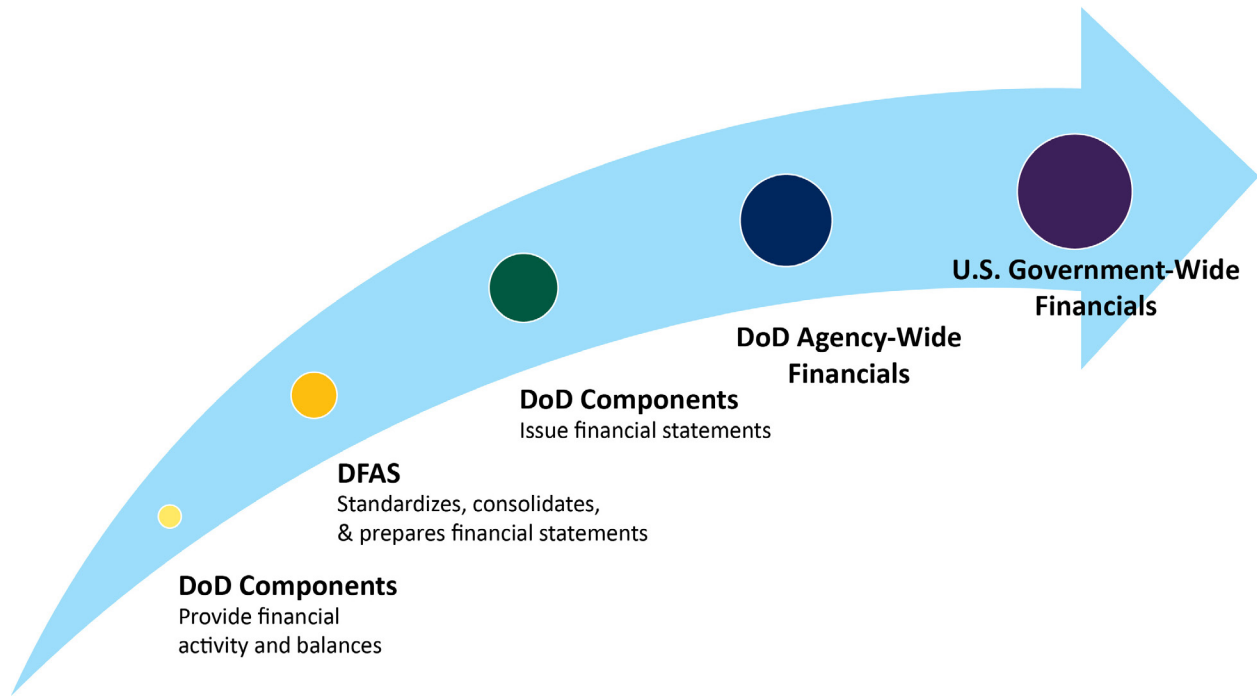 DoD Components
Provide financial
activity and balances
DFAS
Standardizes, consolidates,
& prepares financial statements
DoD Components
Issue financial statements
DoD Agency-Wide
Financials
U.S. Government-Wide
Financials